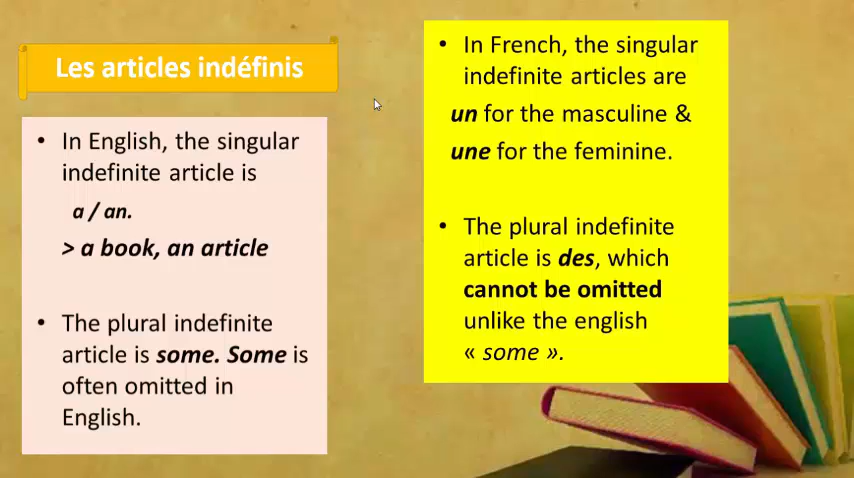 Les articles indéfinis
• In English, the singular
indefinite article is
a / an.
> a book, an article
• The plural indefinite
article is some. Some is
often omitted in
English.
• In French, the singular
indefinite articles are
un for the masculine &
une for the feminine.
• The plural indefinite
article is des, which
cannot be omitted
unlike the english
« some ».